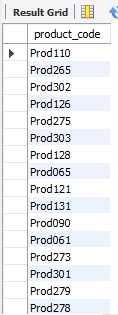 Result Grid
product_code
Prod110
Prod265
Prod302
Prod126
Prod275
Prod303
Prod128
Prod065
Prod121
Prod131
Prod090
Prod061
Prod273
Prod301
Prod279
Prod278